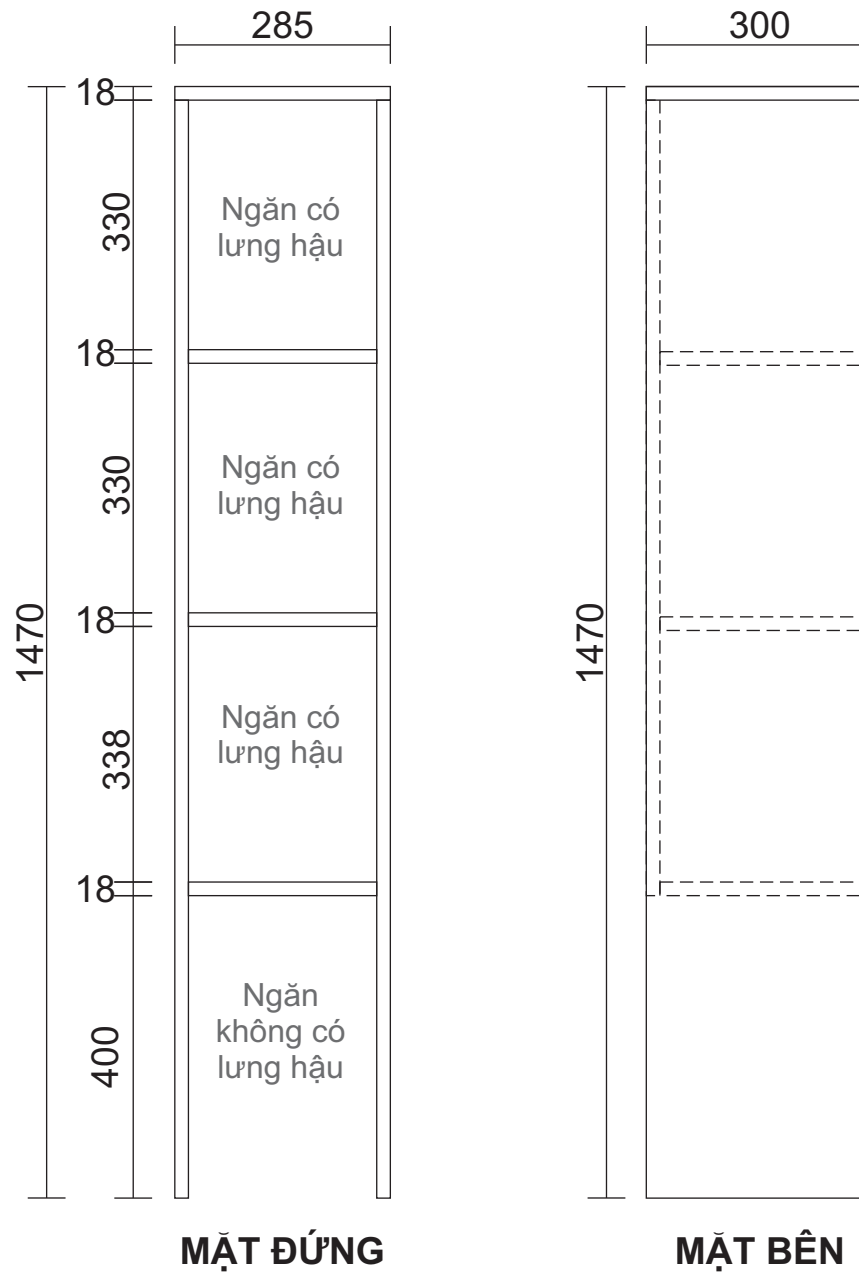 285
300
18
330
Ngăn có
lưng hậu
18
330
Ngăn có
lưng hậu
18
1470
1470
338
Ngăn có
lưng hậu
18
400
Ngăn
không có
lưng hậu
MẶT ĐỨNG
MẶT BÊN